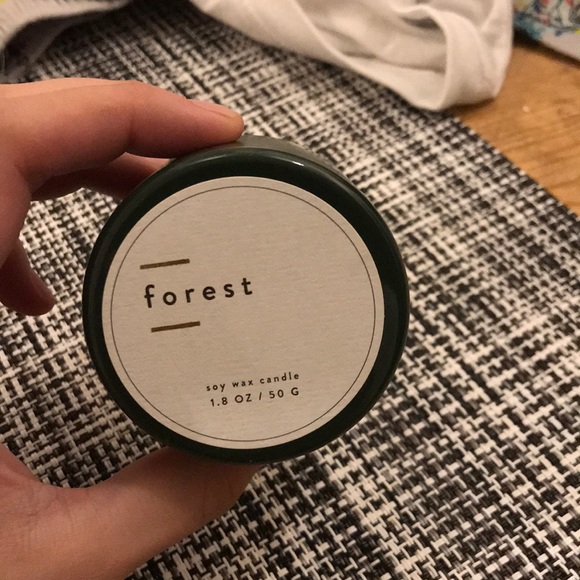 forest
soy wax candle
1.8 OZ / 50 G